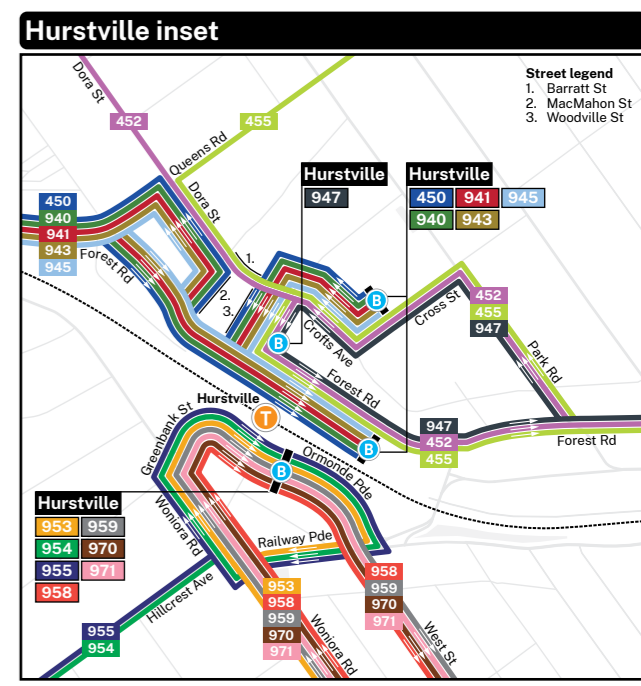 Hurstville inset
Street legend
1. Barratt St
2. MacMahon St
3. Woodville St
Dora St
452
455
Queens Rd
Dora St
Hurstville
947
Hurstville
450 941 945
940 943
450
940
941
943
945
Forest Rd
1.
2.
3.
B
B
Crofts Ave
Cross St
452
455
947
Park Rd
Forest Rd
Hurstville
T
B
947
452
455
Forest Rd
Greenbank St
B
Ormonde Pde
Hurstville
953 959
954 970
955 971
958
Woniora Rd
Railway Pde
Hillcrest Ave
955
954
953
958
959
970
971
Woniora Rd
958
959
970
971
West St